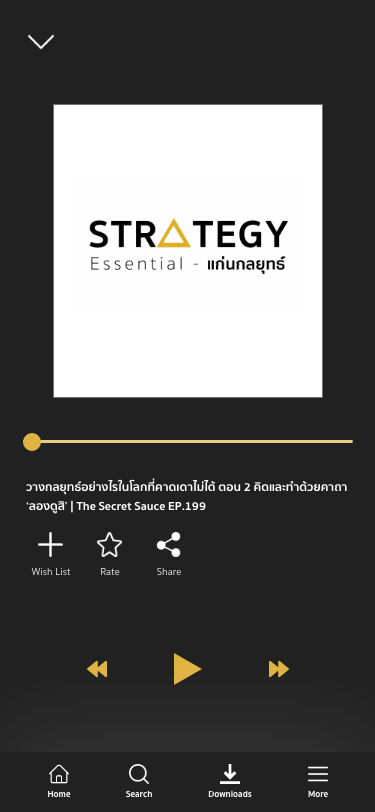 STRATEGY
Essential - แก่นกลยุทธ์
วางกลยุทธ์อย่างไรในโลกที่คาดเดาไม่ได้ ตอน 2 คิดและทำด้วยคาถา
'ลองดูสิ' | The Secret Sauce EP.199
Wish List Rate Share
Home Search Downloads More